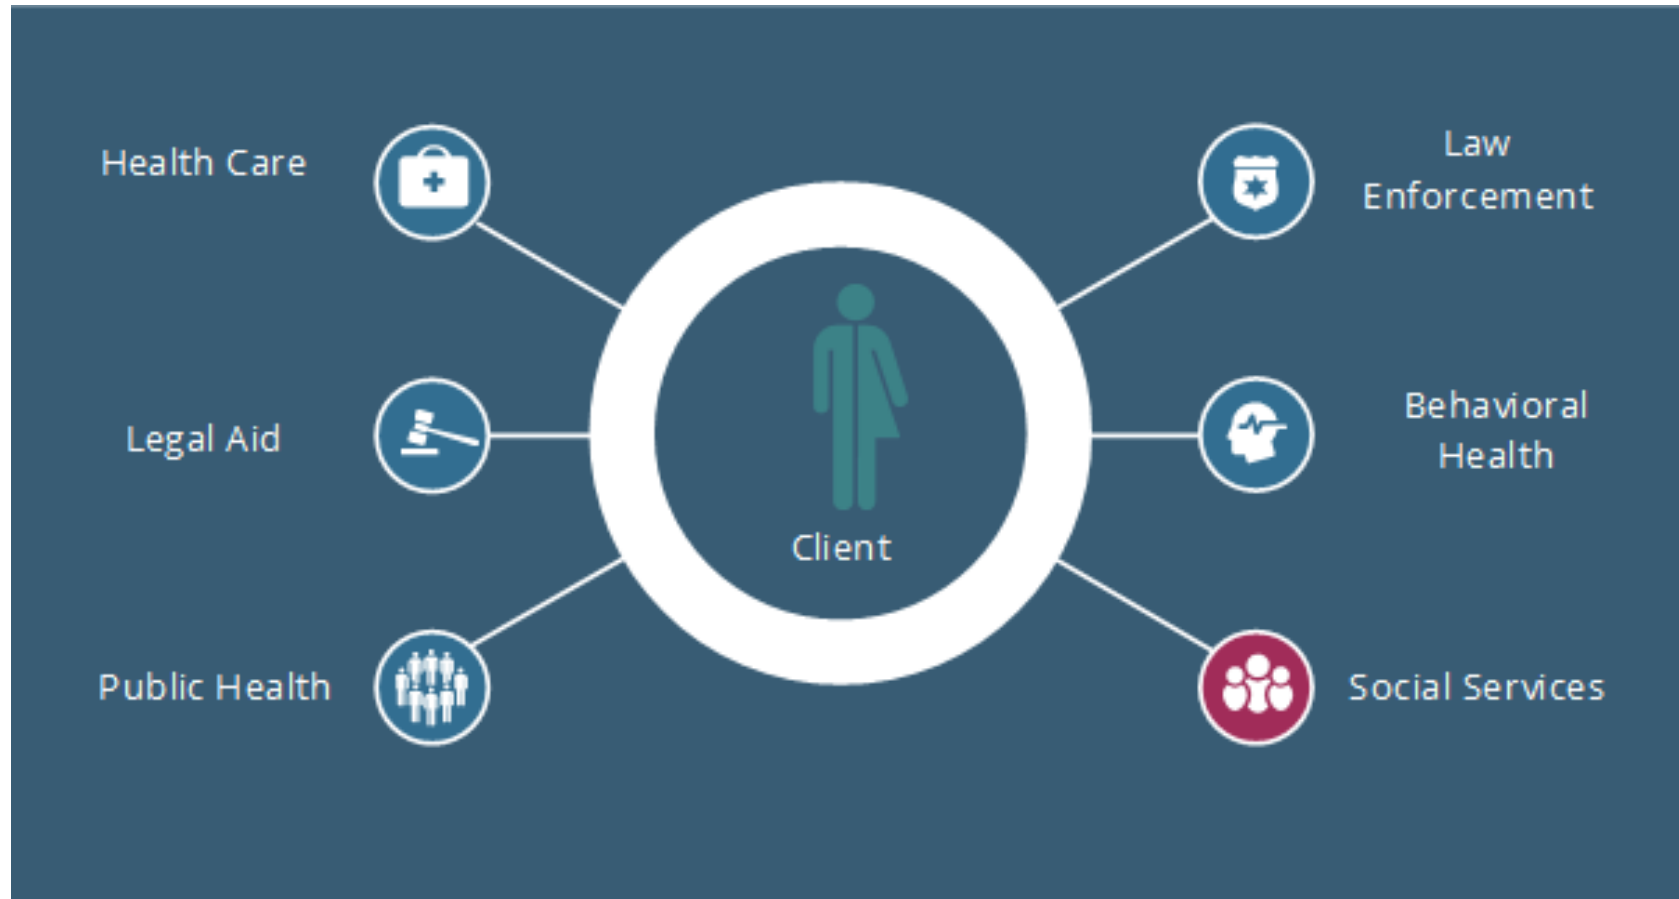 Health Care
Law
Enforcement
Legal Aid
Behavioral
Health
Client
Public Health
Social Services